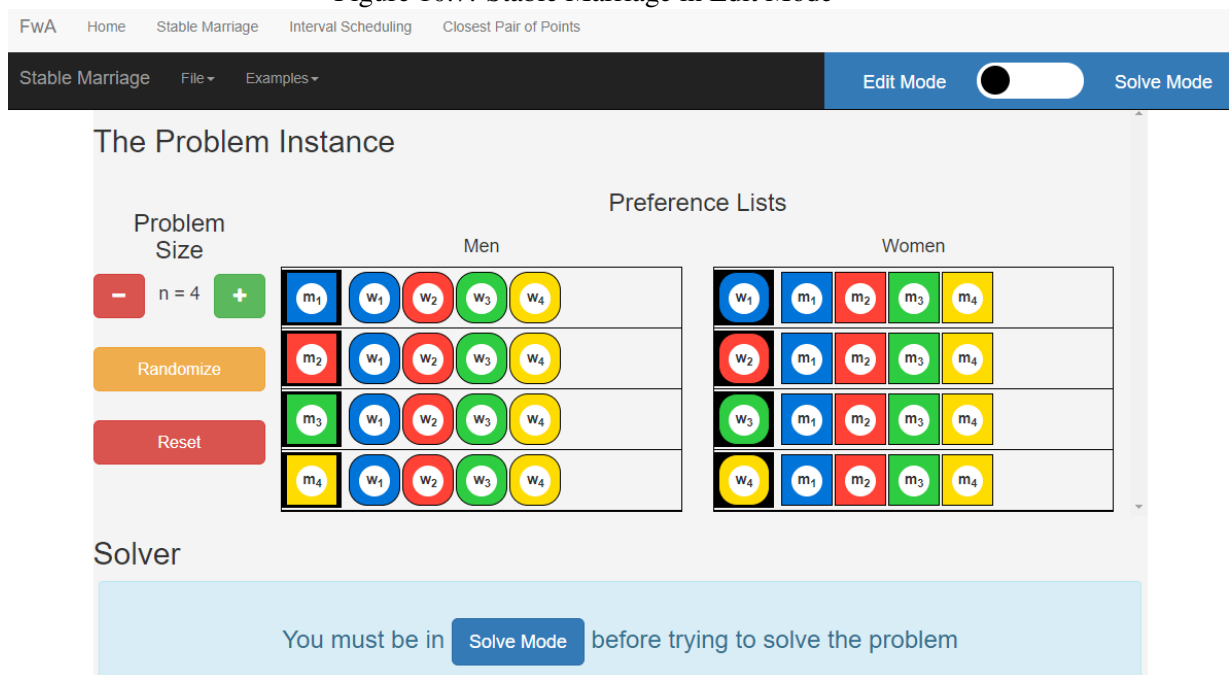 FwA Home Stable Marriage Interval Scheduling Closest Pair of Points
Stable Marriage File Examples Edit Mode Solve Mode
The Problem Instance
Preference Lists
Problem
Size
Men Women
n = 4
m₁ w₁ w₂ w₃ w₄ w₁ m₁ m₂ m₃ m₄
Randomize
m₂ w₁ w₂ w₃ w₄ w₂ m₁ m₂ m₃ m₄
Reset
m₃ w₁ w₂ w₃ w₄ w₃ m₁ m₂ m₃ m₄
m₄ w₁ w₂ w₃ w₄ w₄ m₁ m₂ m₃ m₄
Solver
You must be in Solve Mode before trying to solve the problem